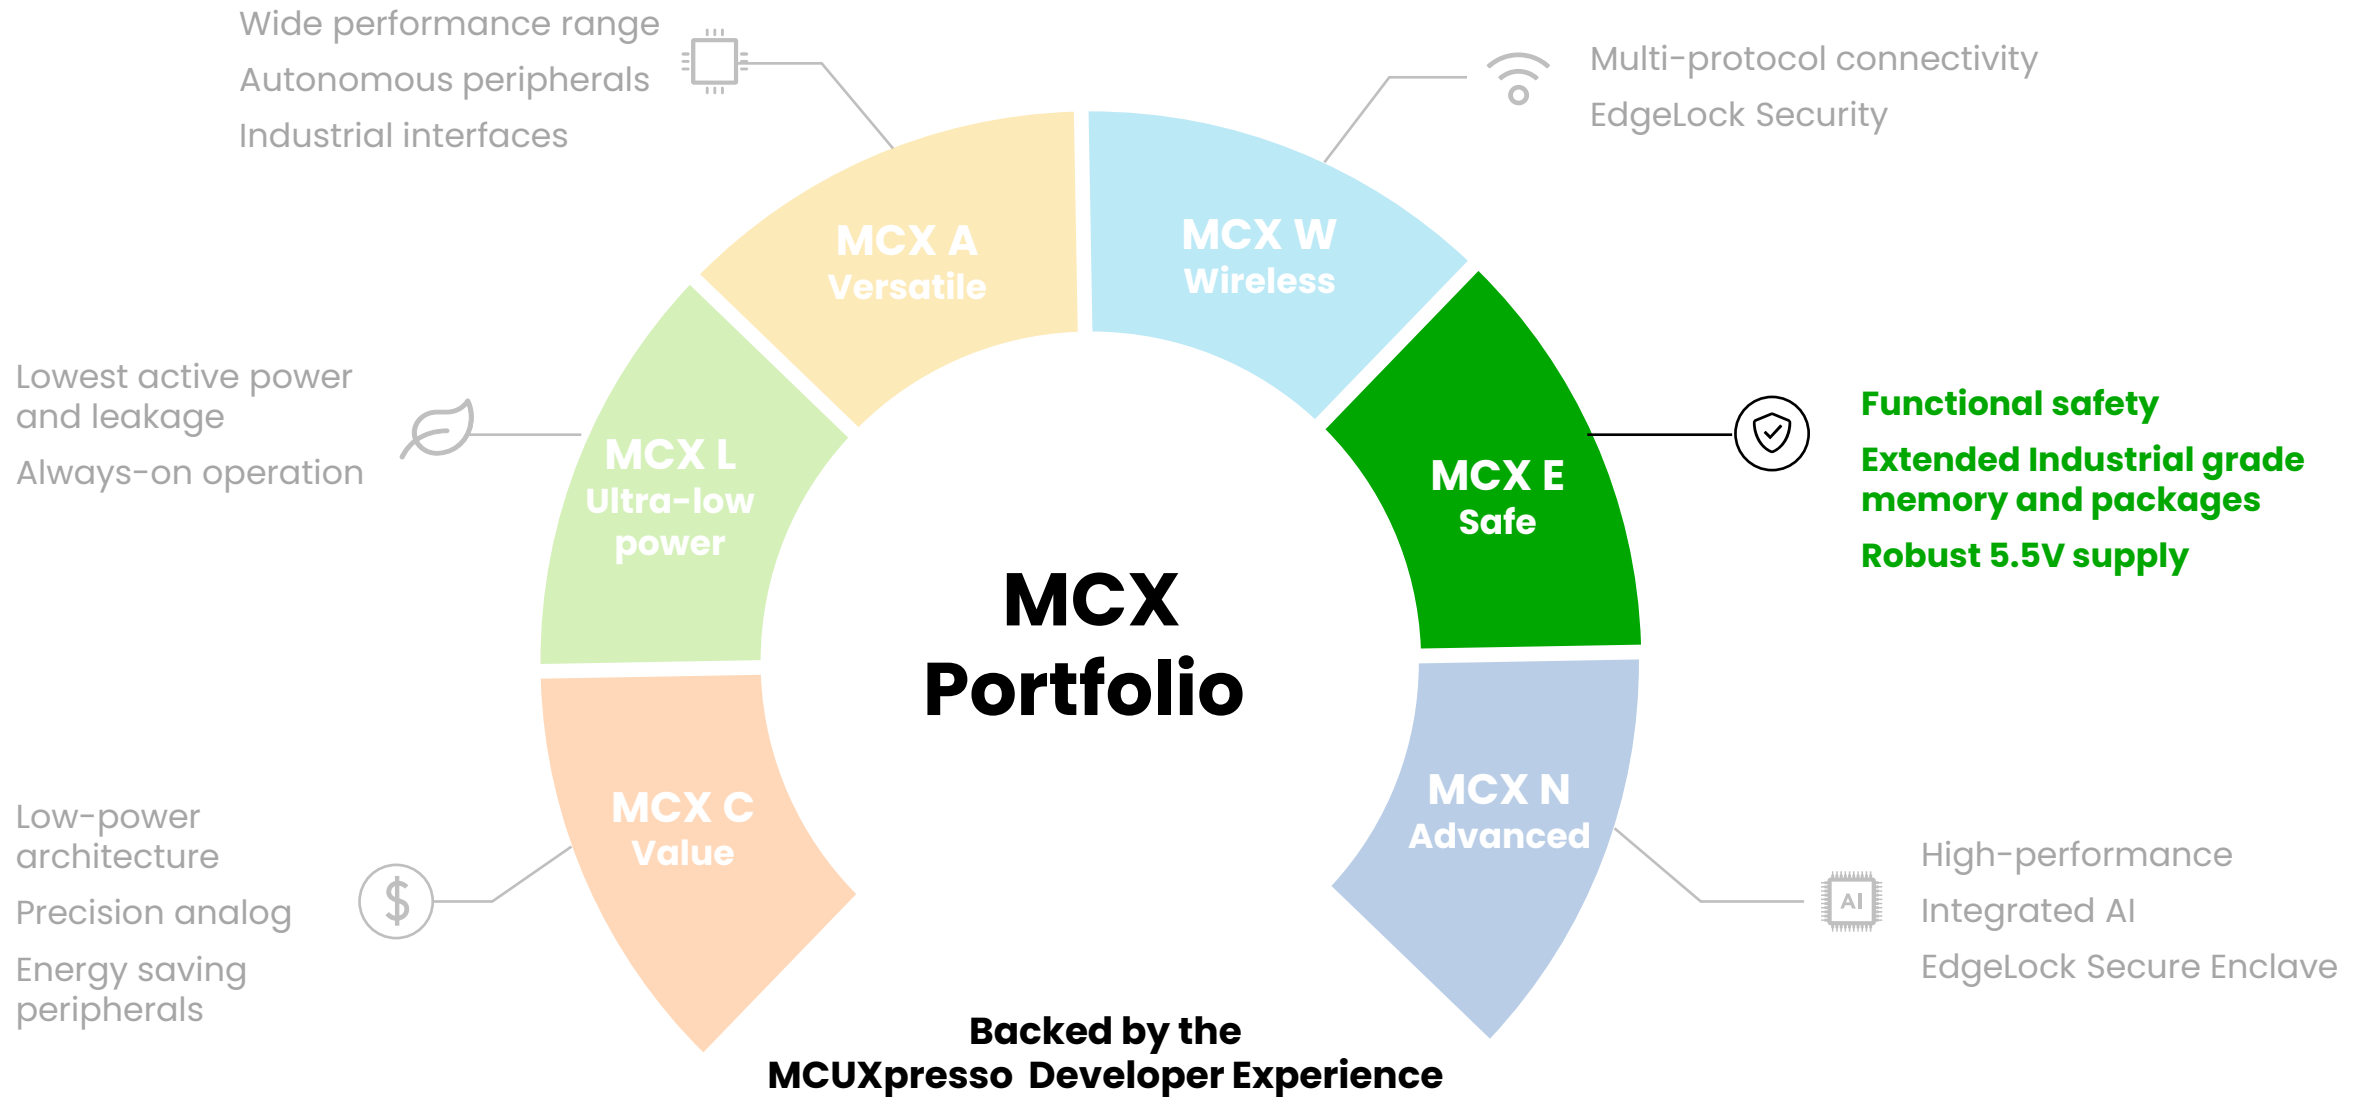 Wide performance range
Autonomous peripherals
Industrial interfaces
Multi-protocol connectivity
EdgeLock Security
MCX A
Versatile
MCX W
Wireless
Lowest active power
and leakage
Always-on operation
MCX L
Ultra-low
power
MCX E
Safe
Functional safety
Extended Industrial grade
memory and packages
Robust 5.5V supply
MCX
Portfolio
Low-power
architecture
Precision analog
Energy saving
peripherals
$
MCX C
Value
MCX N
Advanced
AI
High-performance
Integrated AI
EdgeLock Secure Enclave
Backed by the
MCUXpresso Developer Experience